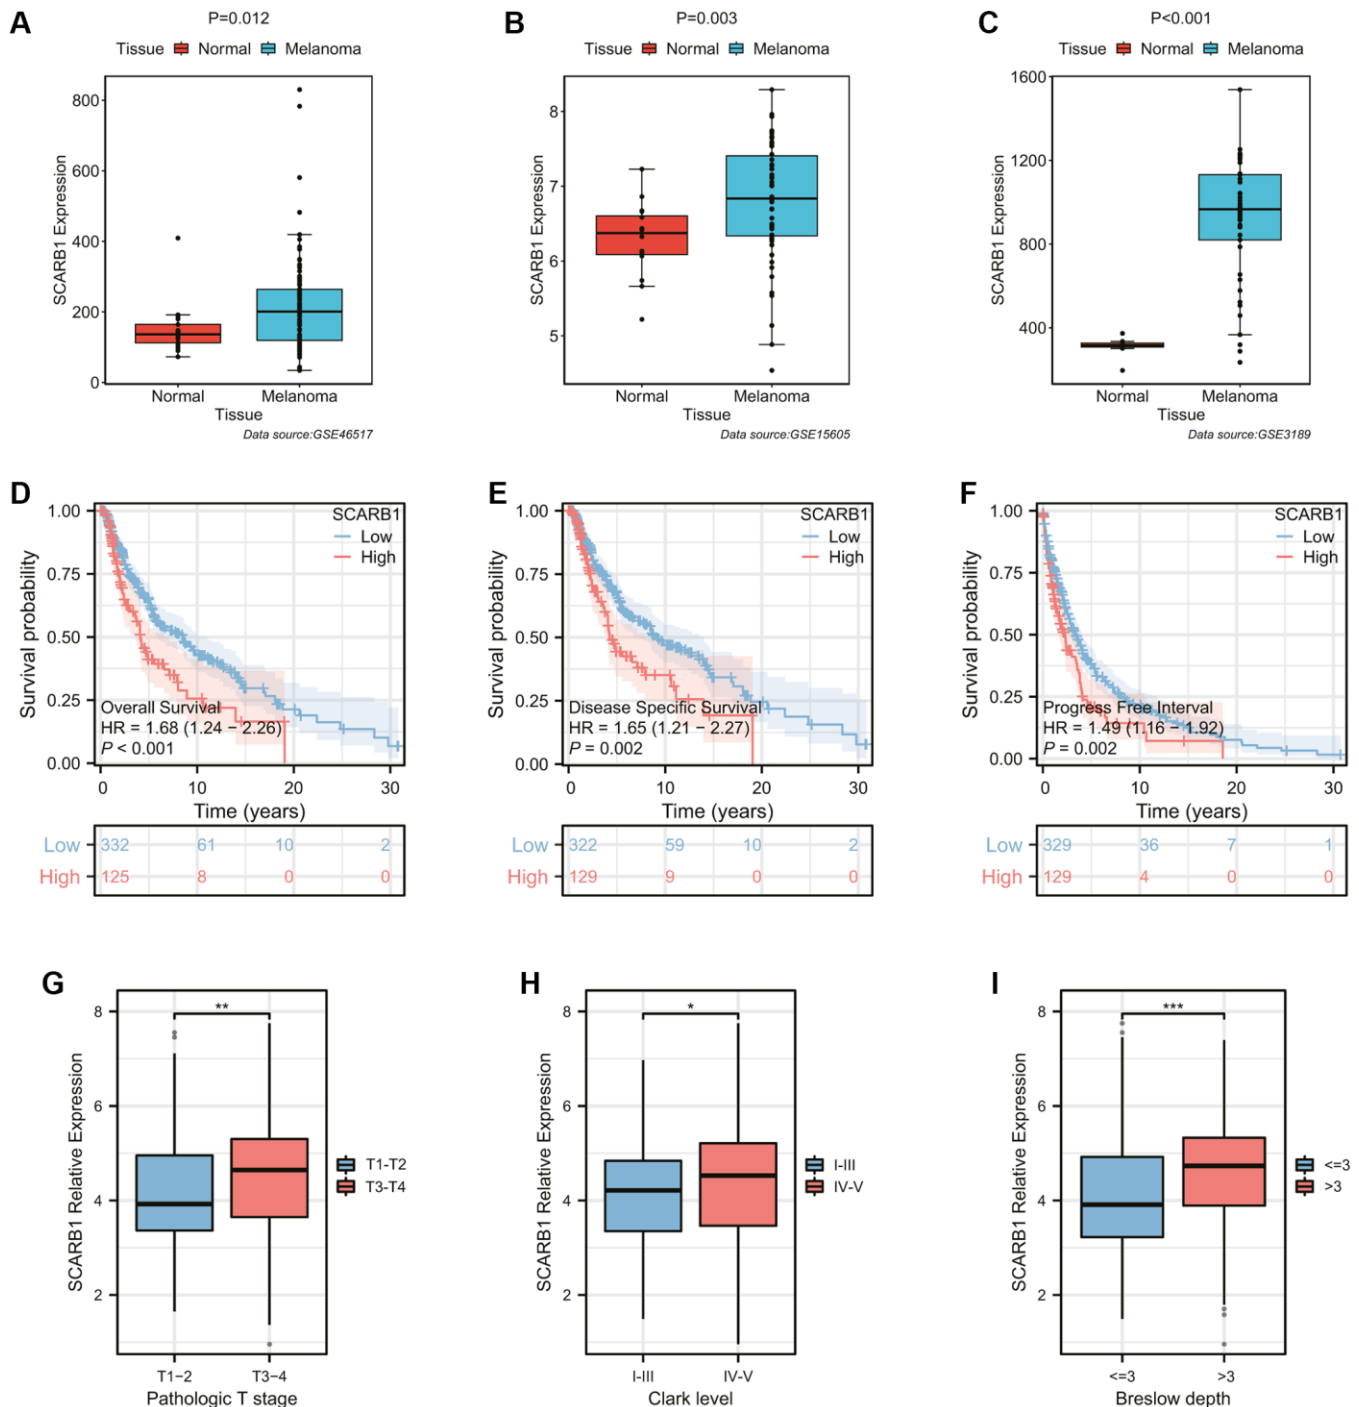 A
P=0.012
Tissue Normal Melanoma
SCARB1 Expression
800
600
400
200
0
Normal Melanoma
Tissue
Data source:GSE46517
B
P=0.003
Tissue Normal Melanoma
SCARB1 Expression
8
7
6
5
Normal Melanoma
Tissue
Data source:GSE15605
C
P<0.001
Tissue Normal Melanoma
SCARB1 Expression
1600
1200
800
400
Normal Melanoma
Tissue
Data source:GSE3189
D
Survival probability
1.00
0.75
0.50
0.25
0.00
SCARB1
Low
High
Overall Survival
HR = 1.68 (1.24 − 2.26)
P < 0.001
0 10 20 30
Time (years)
Low 332 61 10 2
High 125 8 0 0
E
Survival probability
1.00
0.75
0.50
0.25
0.00
SCARB1
Low
High
Disease Specific Survival
HR = 1.65 (1.21 − 2.27)
P = 0.002
0 10 20 30
Time (years)
Low 322 59 10 2
High 129 9 0 0
F
Survival probability
1.00
0.75
0.50
0.25
0.00
SCARB1
Low
High
Progress Free Interval
HR = 1.49 (1.16 − 1.92)
P = 0.002
0 10 20 30
Time (years)
Low 329 36 7 1
High 129 4 0 0
G
SCARB1 Relative Expression
8
6
4
2
**
T1-T2
T3-T4
T1−2 T3−4
Pathologic T stage
H
SCARB1 Relative Expression
8
6
4
2
*
I-III
IV-V
I-III IV-V
Clark level
I
SCARB1 Relative Expression
8
6
4
2
***
<=3
>3
<=3 >3
Breslow depth